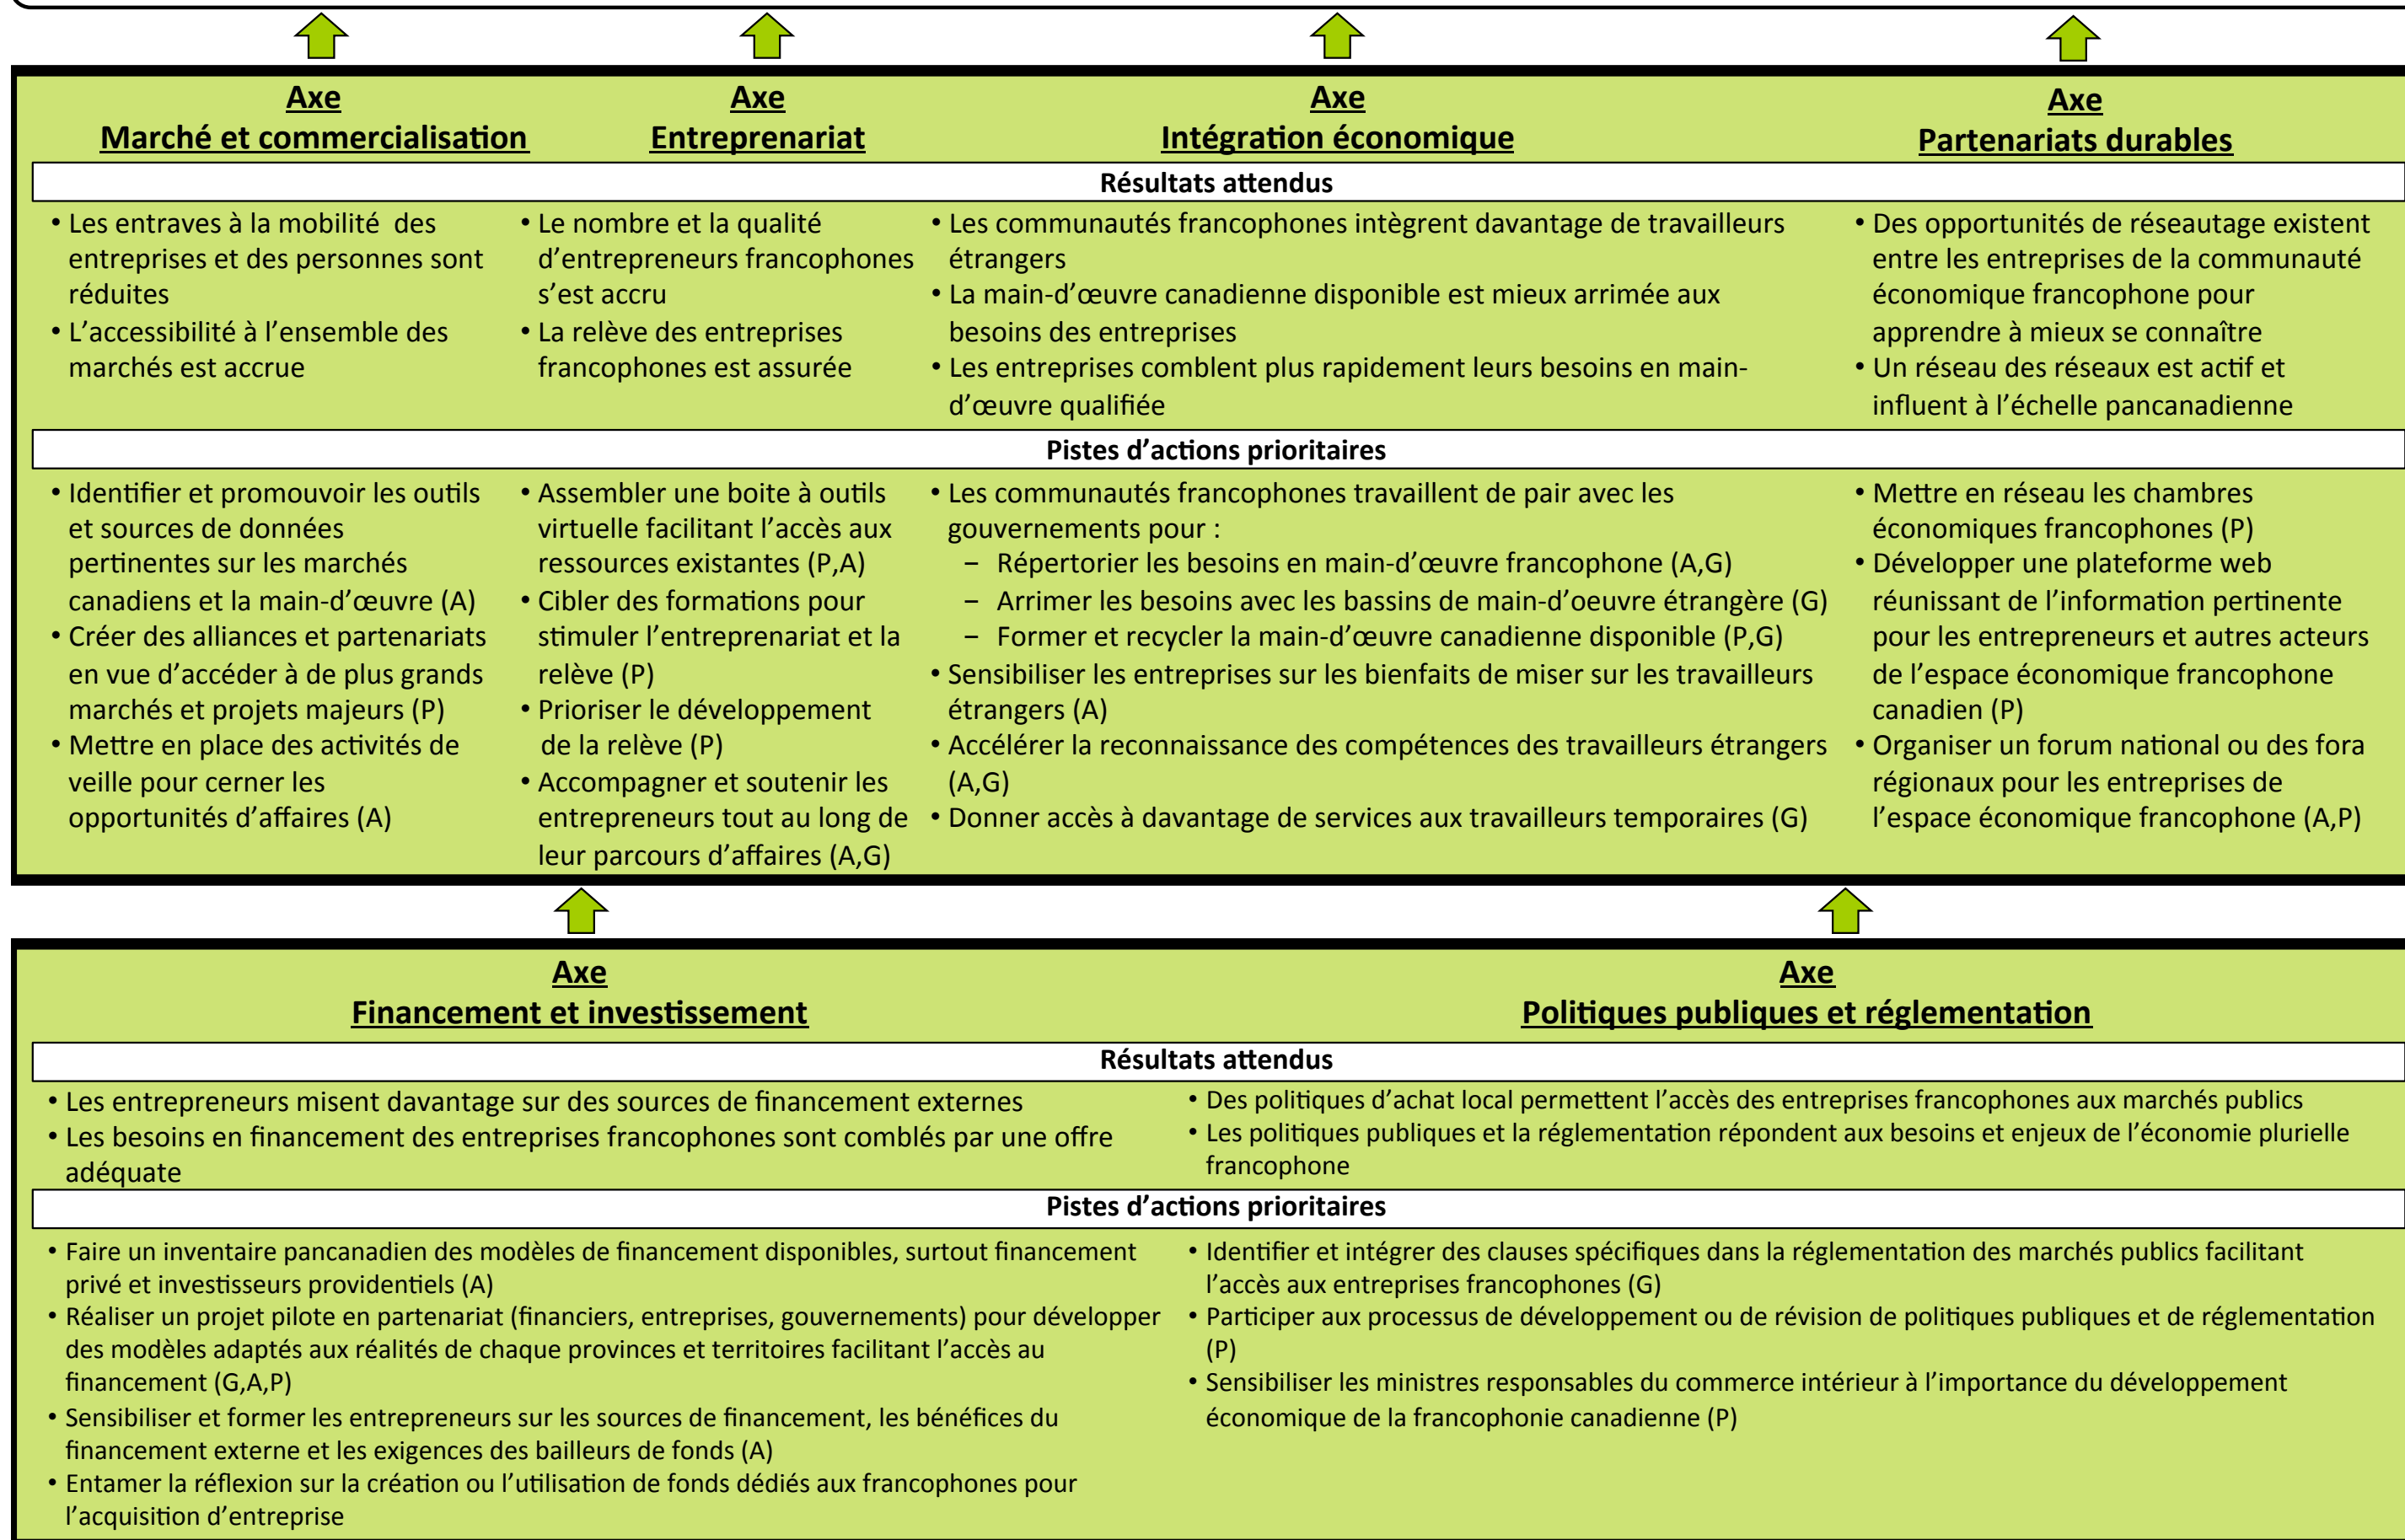 Axe
Marché et commercialisation
Axe
Entreprenariat
Axe
Intégration économique
Axe
Partenariats durables
Résultats attendus
• Les entraves à la mobilité  des
entreprises et des personnes sont
réduites
• L'accessibilité à l'ensemble des
marchés est accrue
• Le nombre et la qualité
d'entrepreneurs francophones
s'est accru
• La relève des entreprises
francophones est assurée
• Les communautés francophones intègrent davantage de travailleurs
étrangers
• La main-d'œuvre canadienne disponible est mieux arrimée aux
besoins des entreprises
• Les entreprises comblent plus rapidement leurs besoins en main-
d'œuvre qualifiée
• Des opportunités de réseautage existent
entre les entreprises de la communauté
économique francophone pour
apprendre à mieux se connaître
• Un réseau des réseaux est actif et
influent à l'échelle pancanadienne
Pistes d'actions prioritaires
• Identifier et promouvoir les outils
et sources de données
pertinentes sur les marchés
canadiens et la main-d'œuvre (A)
• Créer des alliances et partenariats
en vue d'accéder à de plus grands
marchés et projets majeurs (P)
• Mettre en place des activités de
veille pour cerner les
opportunités d'affaires (A)
• Assembler une boite à outils
virtuelle facilitant l'accès aux
ressources existantes (P,A)
• Cibler des formations pour
stimuler l'entreprenariat et la
relève (P)
• Prioriser le développement
de la relève (P)
• Accompagner et soutenir les
entrepreneurs tout au long de
leur parcours d'affaires (A,G)
• Les communautés francophones travaillent de pair avec les
gouvernements pour :
– Répertorier les besoins en main-d'œuvre francophone (A,G)
– Arrimer les besoins avec les bassins de main-d'oeuvre étrangère (G)
– Former et recycler la main-d'œuvre canadienne disponible (P,G)
• Sensibiliser les entreprises sur les bienfaits de miser sur les travailleurs
étrangers (A)
• Accélérer la reconnaissance des compétences des travailleurs étrangers
(A,G)
• Donner accès à davantage de services aux travailleurs temporaires (G)
• Mettre en réseau les chambres
économiques francophones (P)
• Développer une plateforme web
réunissant de l'information pertinente
pour les entrepreneurs et autres acteurs
de l'espace économique francophone
canadien (P)
• Organiser un forum national ou des fora
régionaux pour les entreprises de
l'espace économique francophone (A,P)
Axe
Financement et investissement
Axe
Politiques publiques et réglementation
Résultats attendus
• Les entrepreneurs misent davantage sur des sources de financement externes
• Les besoins en financement des entreprises francophones sont comblés par une offre
adéquate
• Des politiques d'achat local permettent l'accès des entreprises francophones aux marchés publics
• Les politiques publiques et la réglementation répondent aux besoins et enjeux de l'économie plurielle
francophone
Pistes d'actions prioritaires
• Faire un inventaire pancanadien des modèles de financement disponibles, surtout financement
privé et investisseurs providentiels (A)
• Réaliser un projet pilote en partenariat (financiers, entreprises, gouvernements) pour développer
des modèles adaptés aux réalités de chaque provinces et territoires facilitant l'accès au
financement (G,A,P)
• Sensibiliser et former les entrepreneurs sur les sources de financement, les bénéfices du
financement externe et les exigences des bailleurs de fonds (A)
• Entamer la réflexion sur la création ou l'utilisation de fonds dédiés aux francophones pour
l'acquisition d'entreprise
• Identifier et intégrer des clauses spécifiques dans la réglementation des marchés publics facilitant
l'accès aux entreprises francophones (G)
• Participer aux processus de développement ou de révision de politiques publiques et de réglementation
(P)
• Sensibiliser les ministres responsables du commerce intérieur à l'importance du développement
économique de la francophonie canadienne (P)